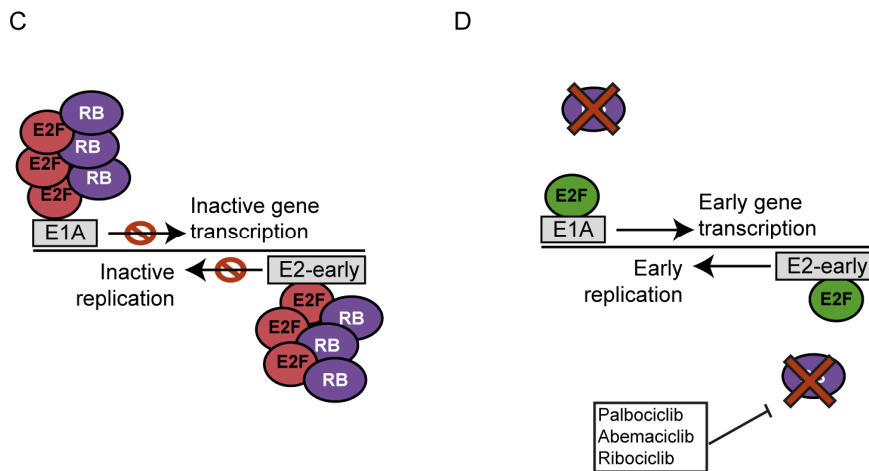 C
RB
E2F
RB
E2F
RB
E2F
E1A
Inactive gene
transcription
Inactive
replication
E2-early
E2F
RB
E2F
RB
E2F
RB
D
E2F
E1A
Early gene
transcription
Early
replication
E2-early
E2F
Palbociclib
Abemaciclib
Ribociclib